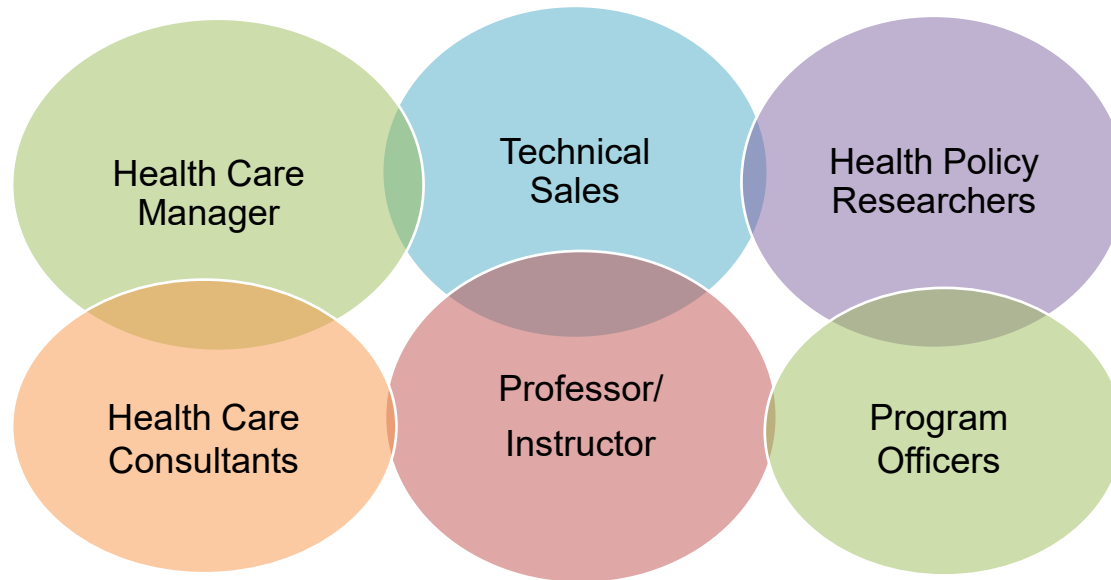 Health Care
Manager
Technical
Sales
Health Policy
Researchers
Health Care
Consultants
Professor/
Instructor
Program
Officers